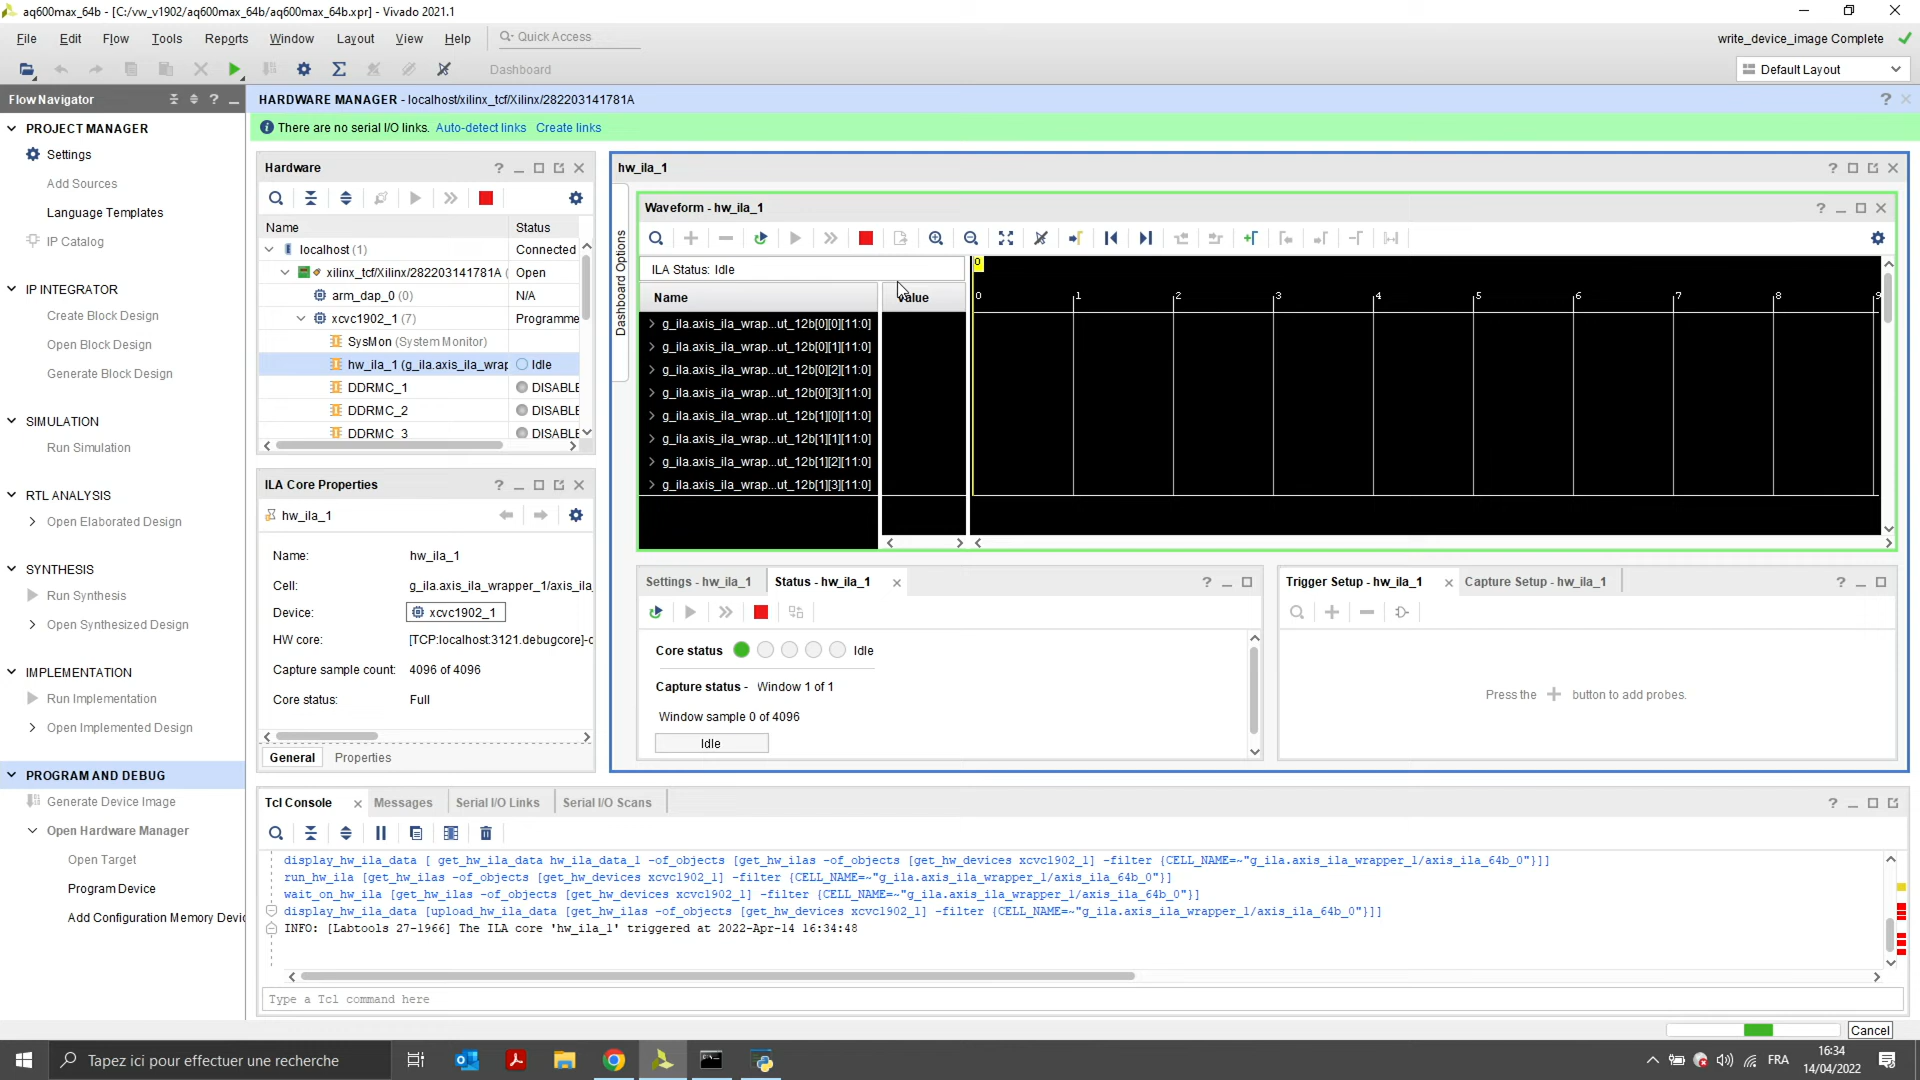 aq600max_64b - [C:/vw_v1902/aq600max_64b/aq600max_64b.xpr] - Vivado 2021.1
File Edit Flow Tools Reports Window Layout View Help Quick Access write_device_image Complete
Dashboard Default Layout
Flow Navigator
PROJECT MANAGER
Settings
Add Sources
Language Templates
IP Catalog
IP INTEGRATOR
Create Block Design
Open Block Design
Generate Block Design
SIMULATION
Run Simulation
RTL ANALYSIS
Open Elaborated Design
SYNTHESIS
Run Synthesis
Open Synthesized Design
IMPLEMENTATION
Run Implementation
Open Implemented Design
PROGRAM AND DEBUG
Generate Device Image
Open Hardware Manager
Open Target
Program Device
Add Configuration Memory Devic
HARDWARE MANAGER - localhost/xilinx_tcf/Xilinx/282203141781A
There are no serial I/O links. Auto-detect links Create links
Hardware
Name Status
localhost (1) Connected
xilinx_tcf/Xilinx/282203141781A ( Open
arm_dap_0 (0) N/A
xcvc1902_1 (7) Programme
SysMon (System Monitor)
hw_ila_1 (g_ila.axis_ila_wrap Idle
DDRMC_1 DISABLE
DDRMC_2 DISABLE
DDRMC_3 DISABLE
ILA Core Properties
hw_ila_1
Name: hw_ila_1
Cell: g_ila.axis_ila_wrapper_1/axis_ila
Device: xcvc1902_1
HW core: [TCP:localhost:3121.debugcore]-c
Capture sample count: 4096 of 4096
Core status: Full
General Properties
hw_ila_1
Dashboard Options
Waveform - hw_ila_1
ILA Status: Idle
Name Value
g_ila.axis_ila_wrap...ut_12b[0][0][11:0]
g_ila.axis_ila_wrap...ut_12b[0][1][11:0]
g_ila.axis_ila_wrap...ut_12b[0][2][11:0]
g_ila.axis_ila_wrap...ut_12b[0][3][11:0]
g_ila.axis_ila_wrap...ut_12b[1][0][11:0]
g_ila.axis_ila_wrap...ut_12b[1][1][11:0]
g_ila.axis_ila_wrap...ut_12b[1][2][11:0]
g_ila.axis_ila_wrap...ut_12b[1][3][11:0]
0
0 1 2 3 4 5 6 7 8 9
Settings - hw_ila_1 Status - hw_ila_1
Core status Idle
Capture status - Window 1 of 1
Window sample 0 of 4096
Idle
Trigger Setup - hw_ila_1 Capture Setup - hw_ila_1
Press the + button to add probes.
Tcl Console Messages Serial I/O Links Serial I/O Scans
display_hw_ila_data [ get_hw_ila_data hw_ila_data_1 -of_objects [get_hw_ilas -of_objects [get_hw_devices xcvc1902_1] -filter {CELL_NAME=~"g_ila.axis_ila_wrapper_1/axis_ila_64b_0"}]]
run_hw_ila [get_hw_ilas -of_objects [get_hw_devices xcvc1902_1] -filter {CELL_NAME=~"g_ila.axis_ila_wrapper_1/axis_ila_64b_0"}]
wait_on_hw_ila [get_hw_ilas -of_objects [get_hw_devices xcvc1902_1] -filter {CELL_NAME=~"g_ila.axis_ila_wrapper_1/axis_ila_64b_0"}]
display_hw_ila_data [upload_hw_ila_data [get_hw_ilas -of_objects [get_hw_devices xcvc1902_1] -filter {CELL_NAME=~"g_ila.axis_ila_wrapper_1/axis_ila_64b_0"}]]
INFO: [Labtools 27-1966] The ILA core 'hw_ila_1' triggered at 2022-Apr-14 16:34:48
Type a Tcl command here
Cancel
Tapez ici pour effectuer une recherche
FRA
16:34
14/04/2022